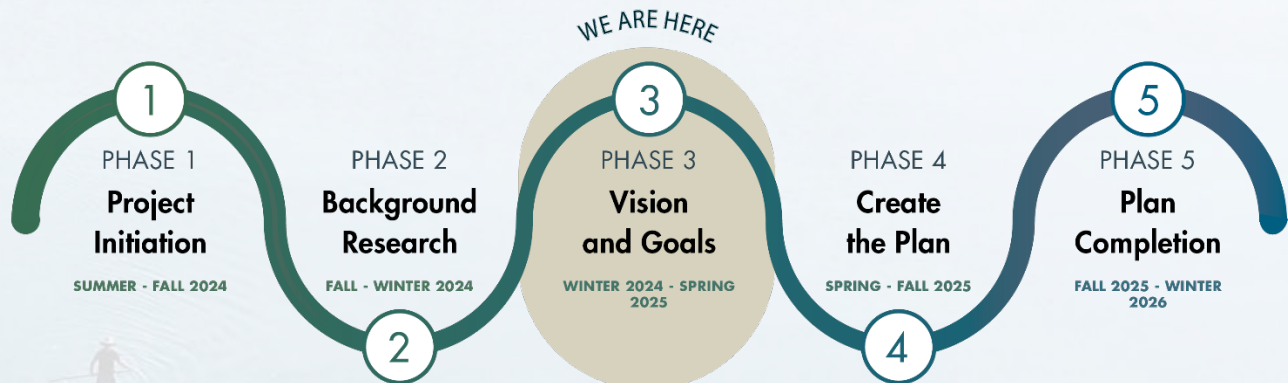 WE ARE HERE
1
PHASE 1
Project
Initiation
SUMMER - FALL 2024
PHASE 2
Background
Research
FALL - WINTER 2024
2
3
PHASE 3
Vision
and Goals
WINTER 2024 - SPRING
2025
PHASE 4
Create
the Plan
SPRING - FALL 2025
4
5
PHASE 5
Plan
Completion
FALL 2025 - WINTER
2026